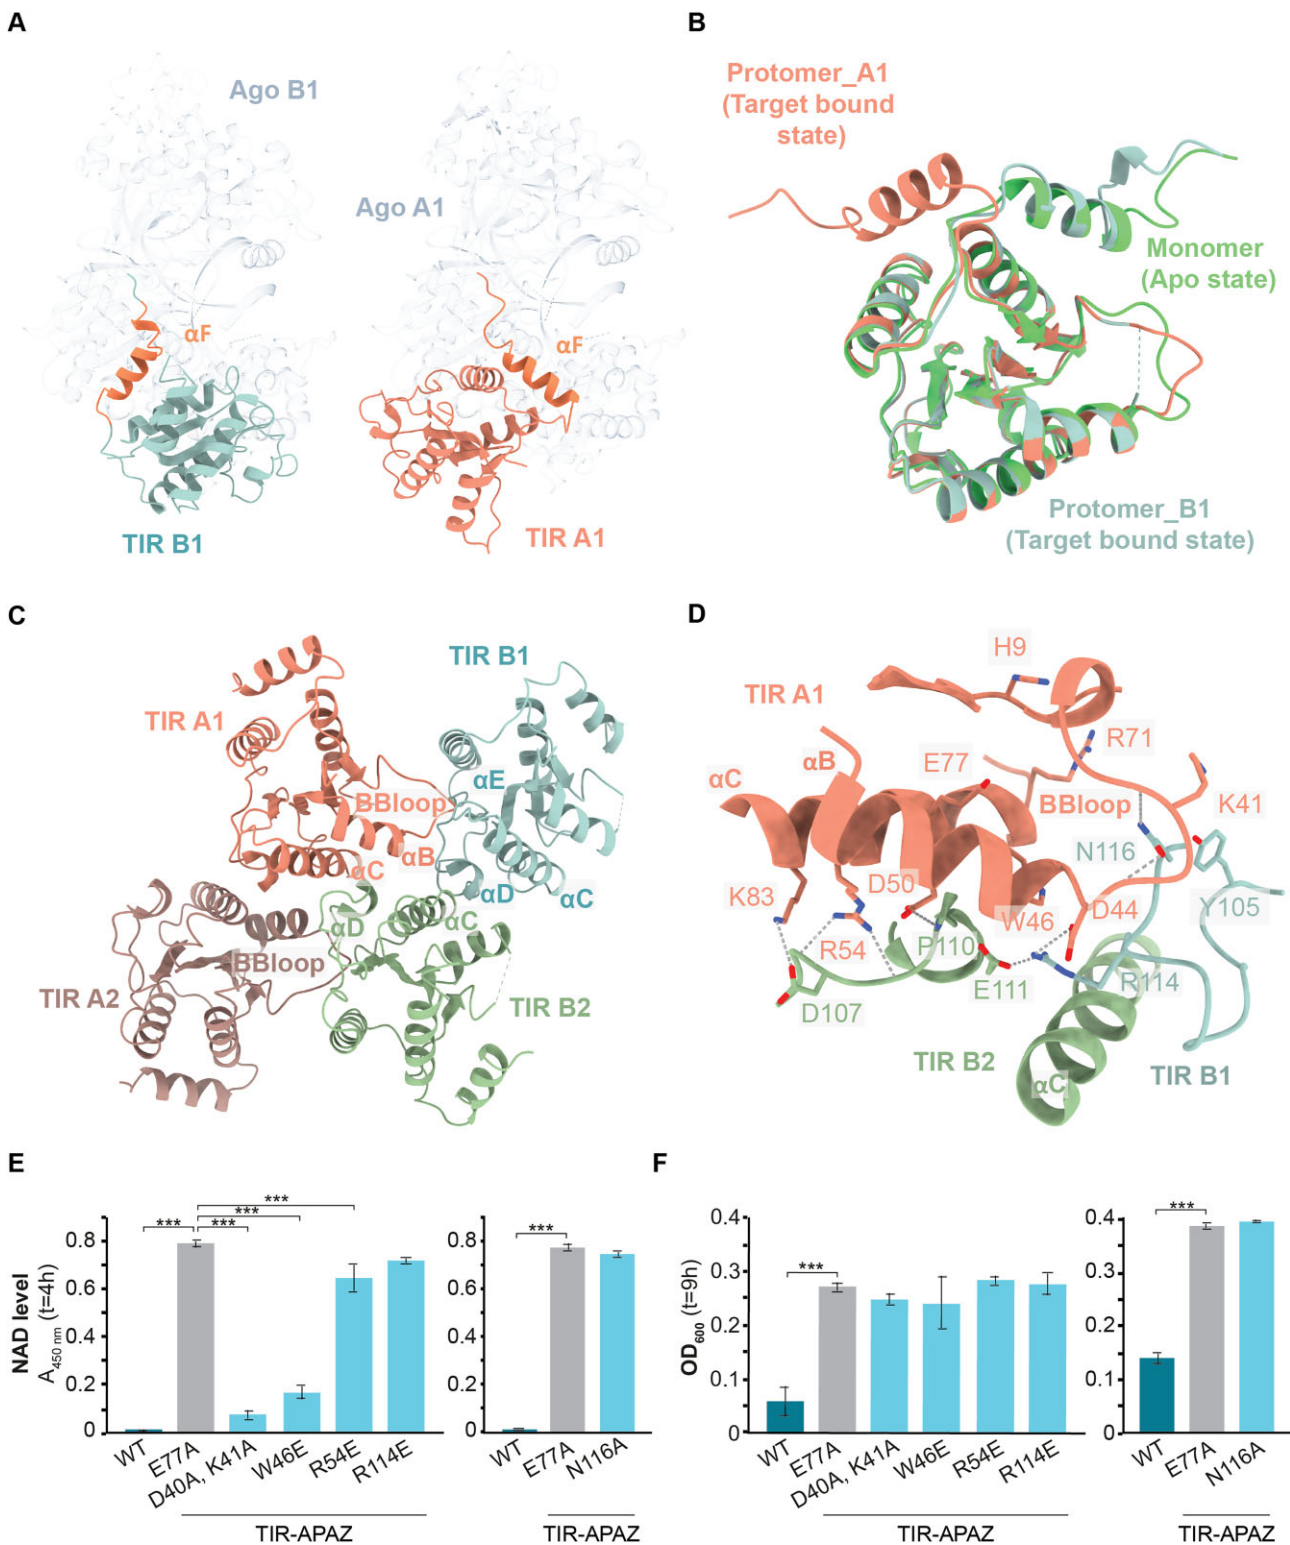 A
Ago B1
Ago A1
αF
αF
TIR B1
TIR A1
B
Protomer_A1
(Target bound
state)
Monomer
(Apo state)
Protomer_B1
(Target bound state)
C
TIR B1
TIR A1
αE
BBloop
αB
αC
αD
αC
αD
αC
BBloop
TIR A2
TIR B2
D
H9
TIR A1
R71
αB
E77
αC
BBloop
K41
N116
K83
D50
W46
D44
Y105
R54
P110
E111
R114
D107
TIR B2
TIR B1
αC
E
NAD level
A450 nm (t=4h)
0.8
0.6
0.4
0.2
0
***
***
***
***
WT
E77A
D40A, K41A
W46E
R54E
R114E
TIR-APAZ
0.8
0.6
0.4
0.2
0
***
WT
E77A
N116A
TIR-APAZ
F
OD600 (t=9h)
0.4
0.3
0.2
0.1
0
***
WT
E77A
D40A, K41A
W46E
R54E
R114E
TIR-APAZ
0.4
0.3
0.2
0.1
0
***
WT
E77A
N116A
TIR-APAZ